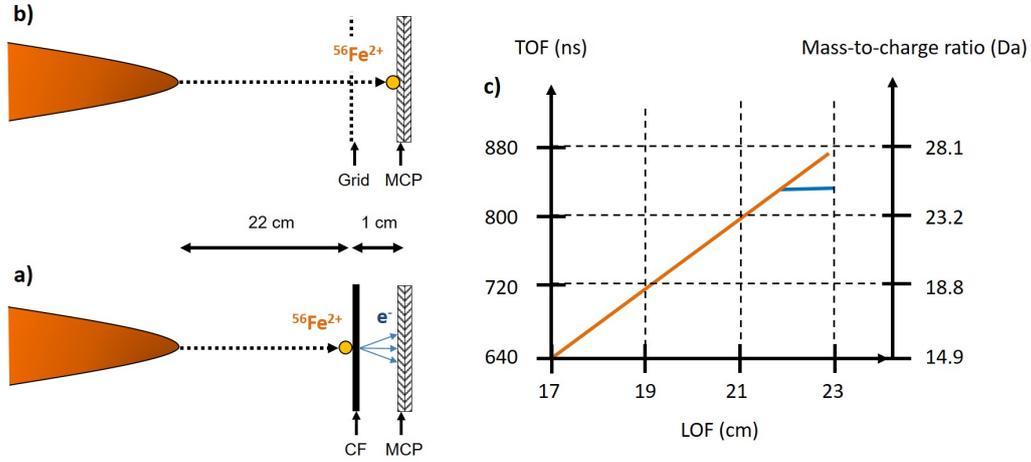 b)
⁵⁶Fe²⁺
Grid MCP
22 cm 1 cm
a)
⁵⁶Fe²⁺ e⁻
CF MCP
c)
TOF (ns) Mass-to-charge ratio (Da)
880 28.1
800 23.2
720 18.8
640 14.9
17 19 21 23
LOF (cm)